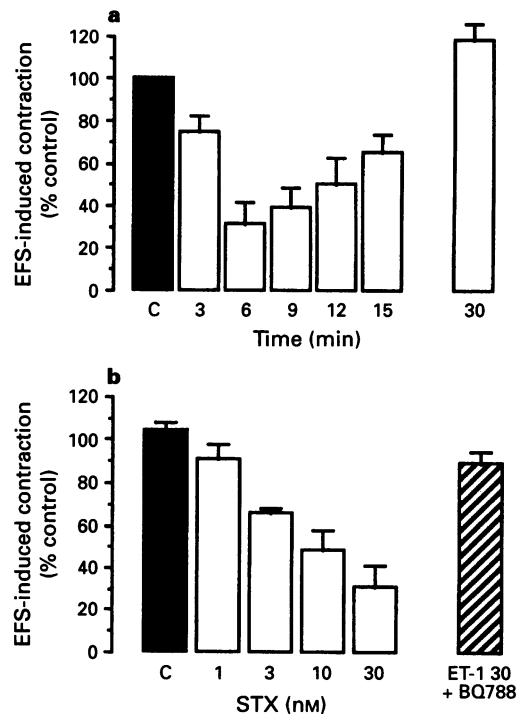 a
EFS-induced contraction
(% control)
120
100
80
60
40
20
0
C 3 6 9 12 15 30
Time (min)
b
EFS-induced contraction
(% control)
120
100
80
60
40
20
0
C 1 3 10 30 ET-1 30
+ BQ788
STX (nM)